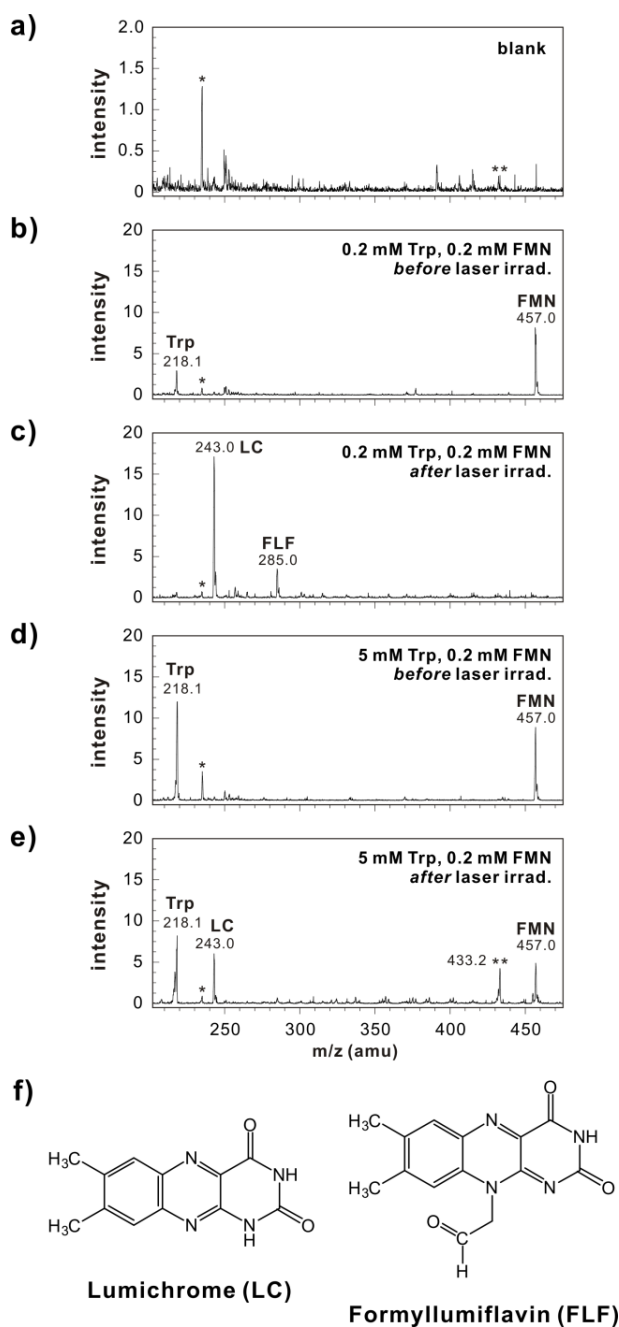 a)
blank
2.0
1.5
1.0
0.5
0
intensity
*
**
b)
0.2 mM Trp, 0.2 mM FMN
before laser irrad.
20
15
10
5
0
intensity
Trp
218.1
*
FMN
457.0
c)
0.2 mM Trp, 0.2 mM FMN
after laser irrad.
20
15
10
5
0
intensity
243.0 LC
FLF
285.0
*
d)
5 mM Trp, 0.2 mM FMN
before laser irrad.
20
15
10
5
0
intensity
Trp
218.1
*
FMN
457.0
e)
5 mM Trp, 0.2 mM FMN
after laser irrad.
20
15
10
5
0
intensity
Trp
218.1
LC
243.0
*
433.2 **
FMN
457.0
250 300 350 400 450
m/z (amu)
f)
H3C
H3C
N
N
O
NH
N
H
O
Lumichrome (LC)
H3C
H3C
N
N
O
NH
N
O
O
C
H
Formyllumiflavin (FLF)